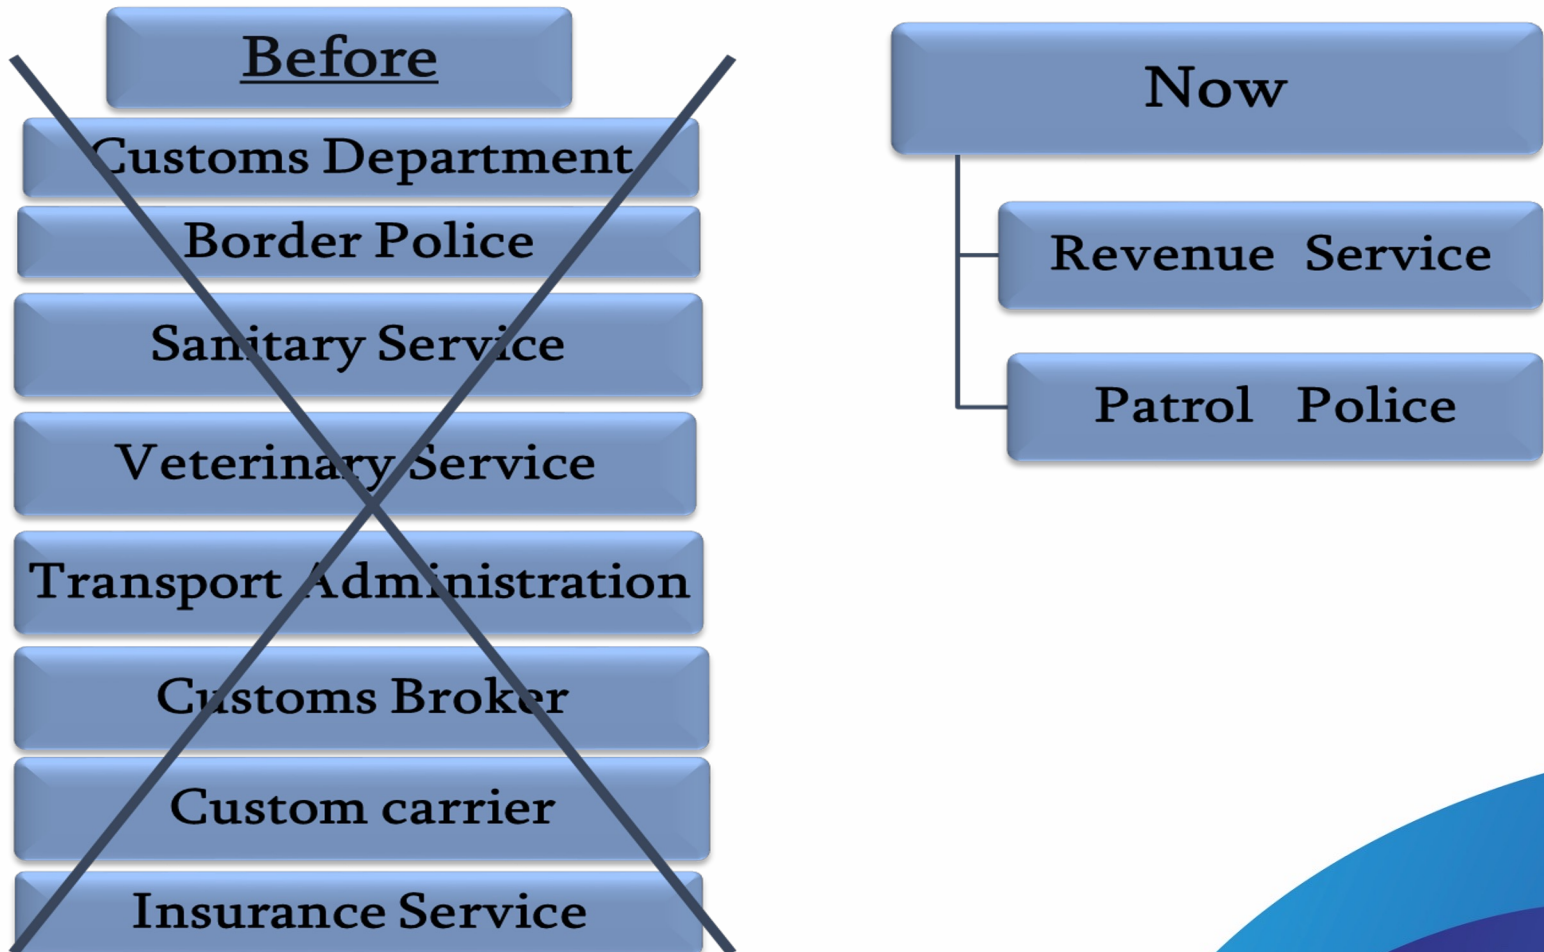 Before
Customs Department
Border Police
Sanitary Service
Veterinary Service
Transport Administration
Customs Broker
Custom carrier
Insurance Service
Now
Revenue Service
Patrol Police